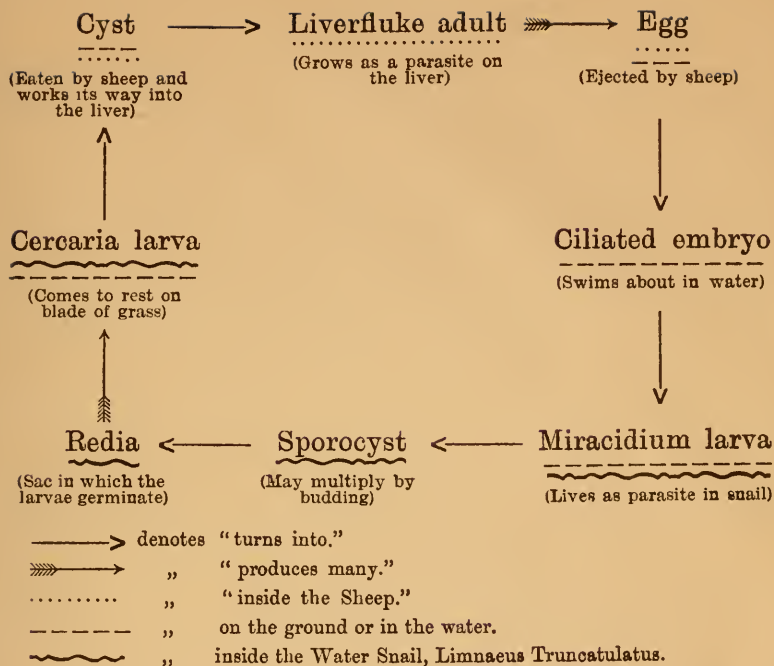 Cyst
Liverfluke adult
Egg
(Eaten by sheep and
works its way into
the liver)
(Grows as a parasite on
the liver)
(Ejected by sheep)
Cercaria larva
(Comes to rest on
blade of grass)
Ciliated embryo
(Swims about in water)
Redia
(Sac in which the
larvae germinate)
Sporocyst
(May multiply by
budding)
Miracidium larva
(Lives as parasite in snail)
denotes "turns into."
„ "produces many."
„ "inside the Sheep."
„ on the ground or in the water.
„ inside the Water Snail, Limnaeus Truncatulatus.